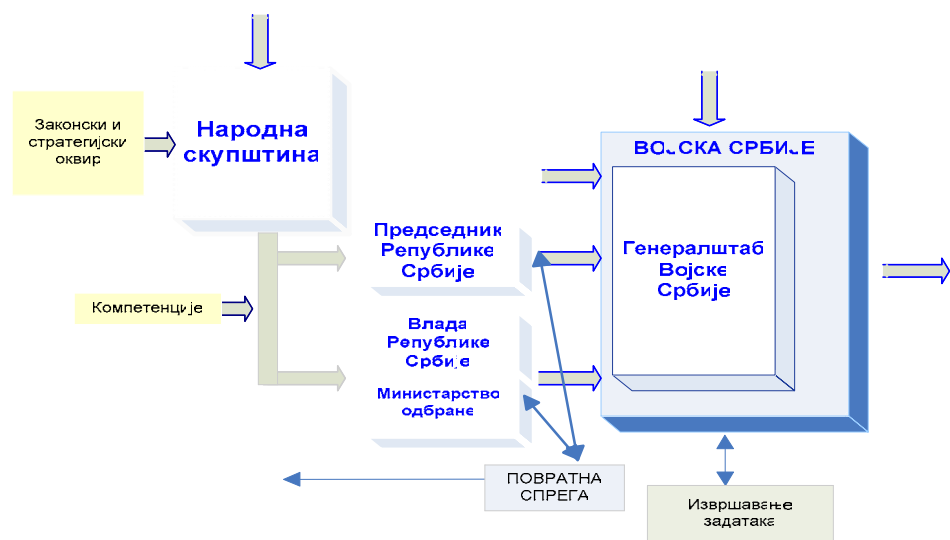 Законски и
стратегијски
оквир
Народна
скупштина
Компетенције
Председник
Републике
Србије
Влада
Републике
Србије
Министарство
одбране
ВОЈСКА СРБИЈЕ
Генералштаб
Војске
Србије
ПОВРАТНА
СПРЕГА
Извршавање
задатака